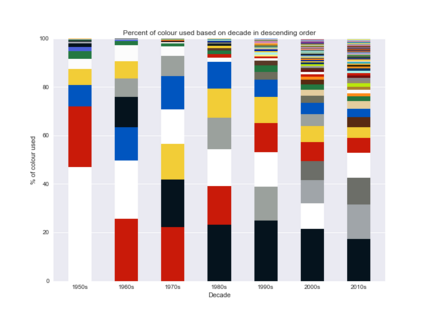 Percent of colour used based on decade in descending order
100
80
60
40
20
0
% of colour used
1950s 1960s 1970s 1980s 1990s 2000s 2010s
Decade